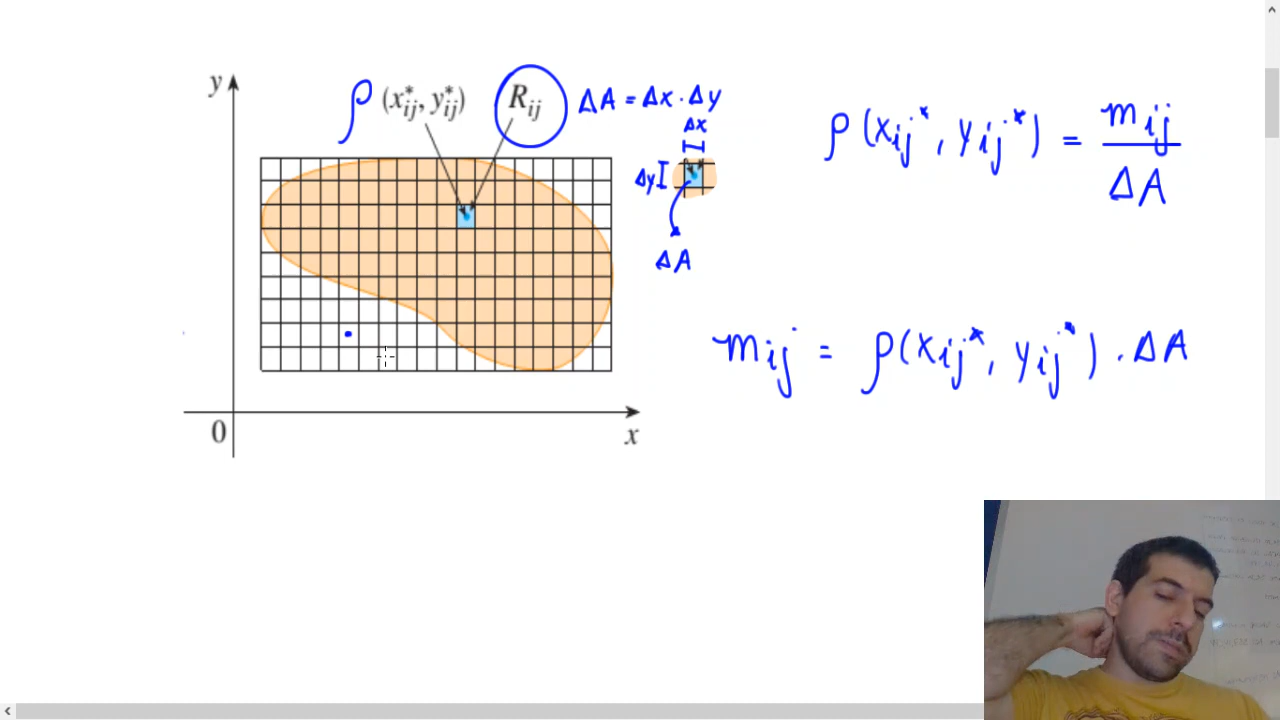 y
ρ (x*ij, y*ij) Rij ΔA = Δx · Δy
Δx
Δy
ΔA
0
x
ρ(xij*, yij*) = mij / ΔA
mij = ρ(xij*, yij*) · ΔA